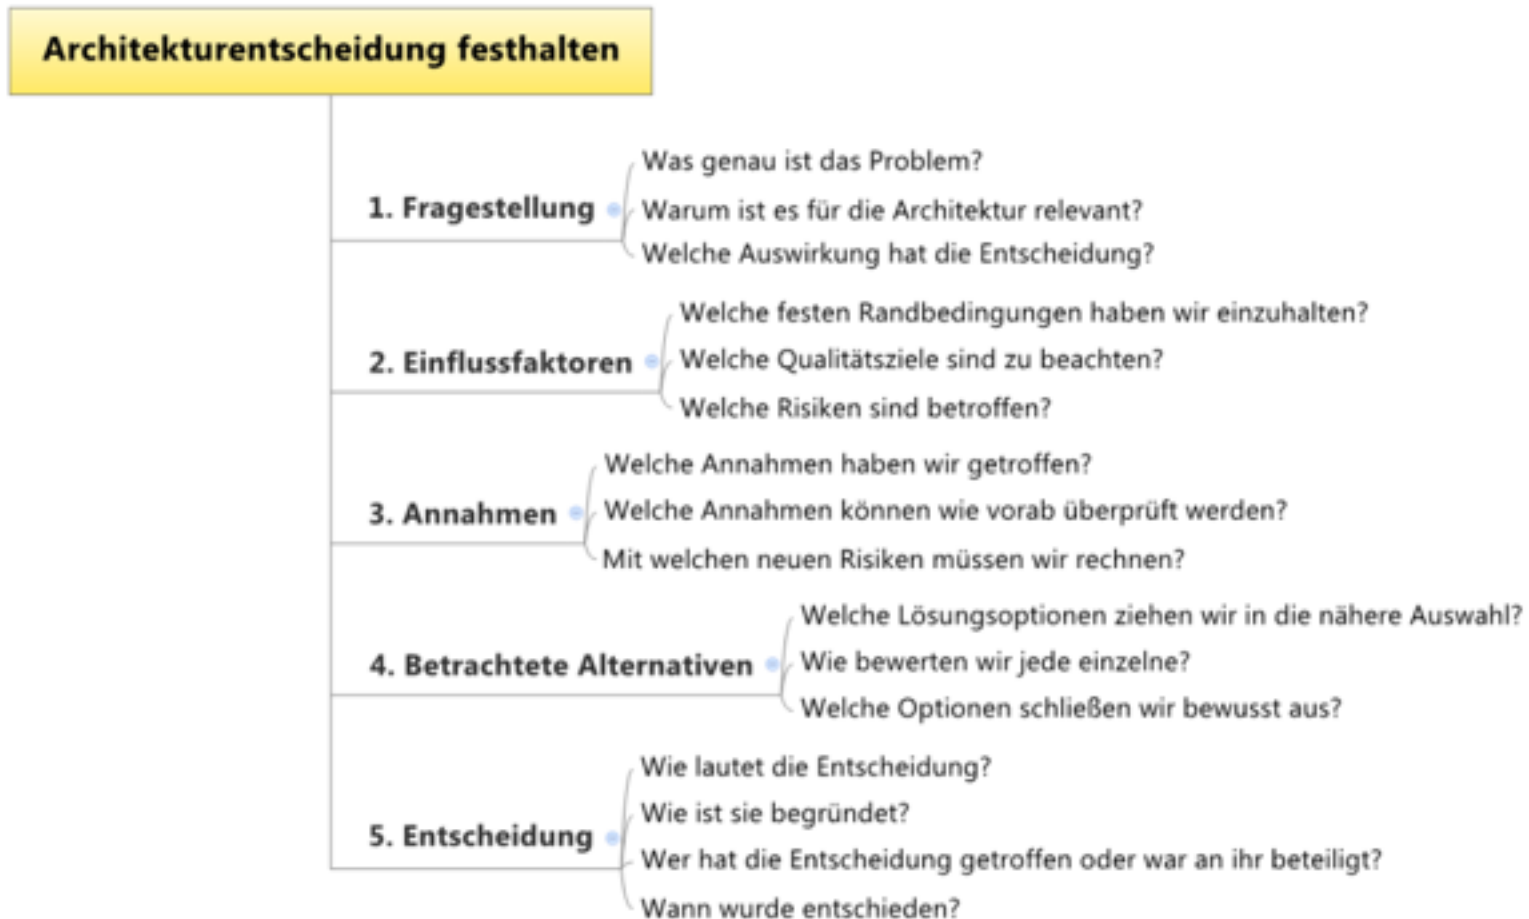 Architekturentscheidung festhalten
1. Fragestellung
Was genau ist das Problem?
Warum ist es für die Architektur relevant?
Welche Auswirkung hat die Entscheidung?
2. Einflussfaktoren
Welche festen Randbedingungen haben wir einzuhalten?
Welche Qualitätsziele sind zu beachten?
Welche Risiken sind betroffen?
3. Annahmen
Welche Annahmen haben wir getroffen?
Welche Annahmen können wie vorab überprüft werden?
Mit welchen neuen Risiken müssen wir rechnen?
4. Betrachtete Alternativen
Welche Lösungsoptionen ziehen wir in die nähere Auswahl?
Wie bewerten wir jede einzelne?
Welche Optionen schließen wir bewusst aus?
5. Entscheidung
Wie lautet die Entscheidung?
Wie ist sie begründet?
Wer hat die Entscheidung getroffen oder war an ihr beteiligt?
Wann wurde entschieden?